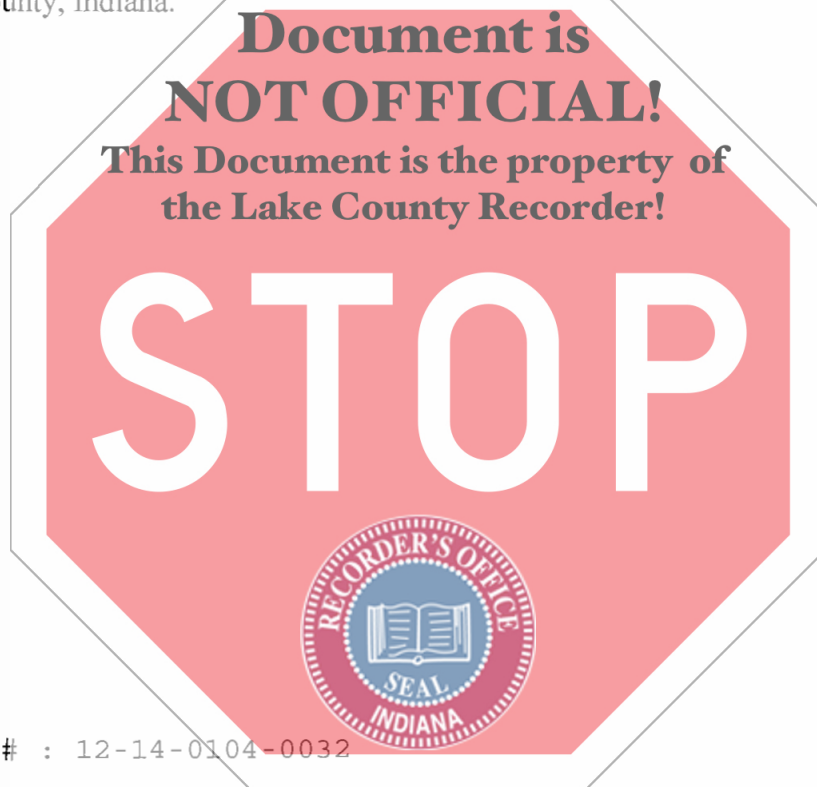 unty, Indiana.
Document is
NOT OFFICIAL!
This Document is the property of
the Lake County Recorder!
STOP
RECORDER'S OFFICE
SEAL
INDIANA
# : 12-14-0104-0032